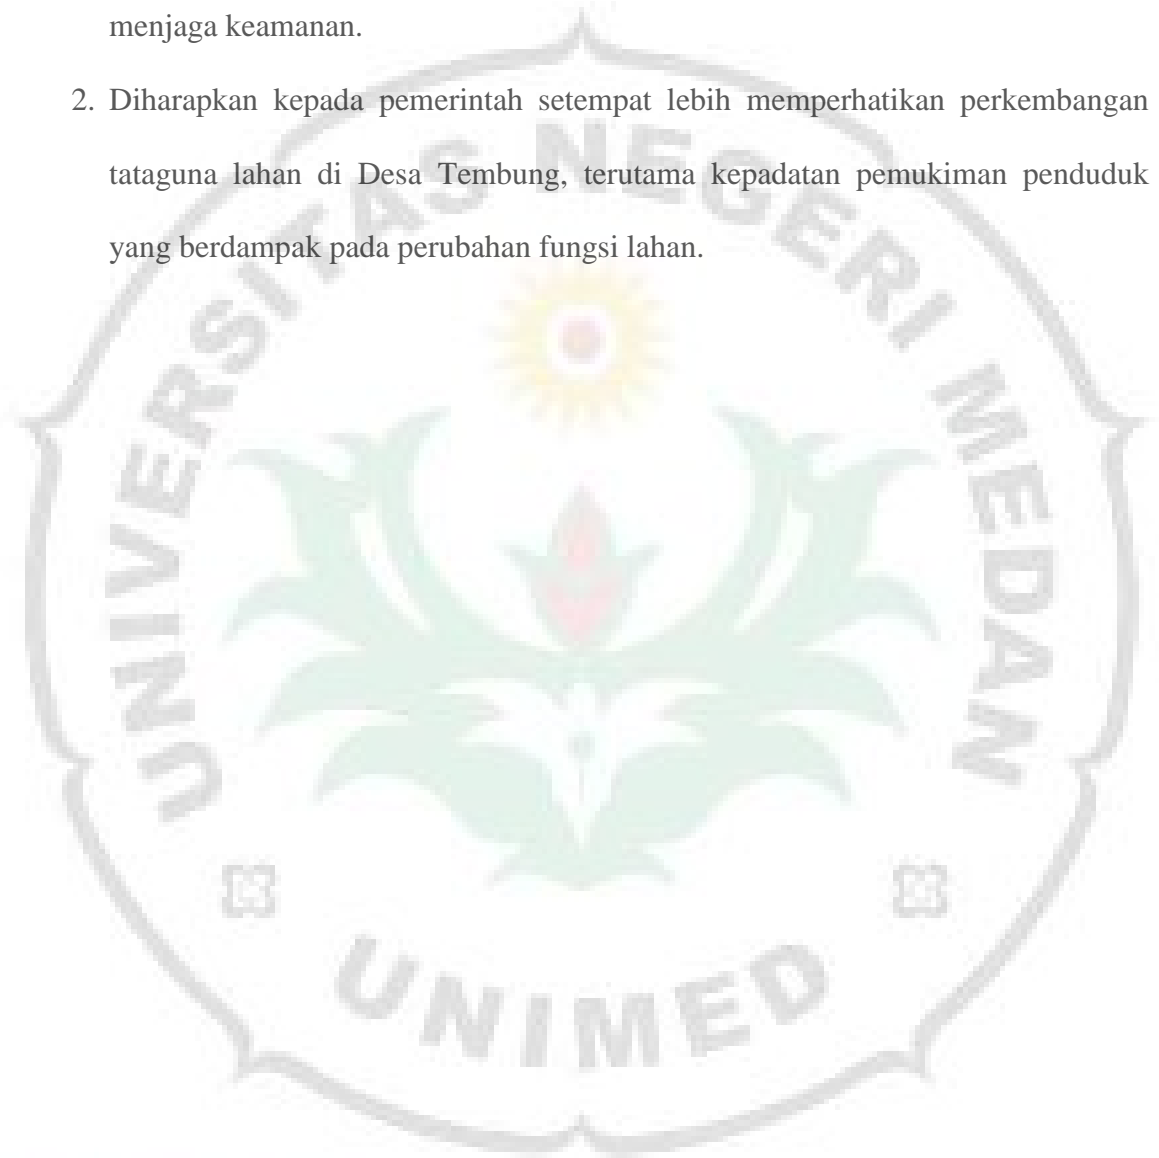 menjaga keamanan.
2. Diharapkan kepada pemerintah setempat lebih memperhatikan perkembangan
tataguna lahan di Desa Tembung, terutama kepadatan pemukiman penduduk
yang berdampak pada perubahan fungsi lahan.
UNIVERSITAS NEGERI MEDAN
UNIMED